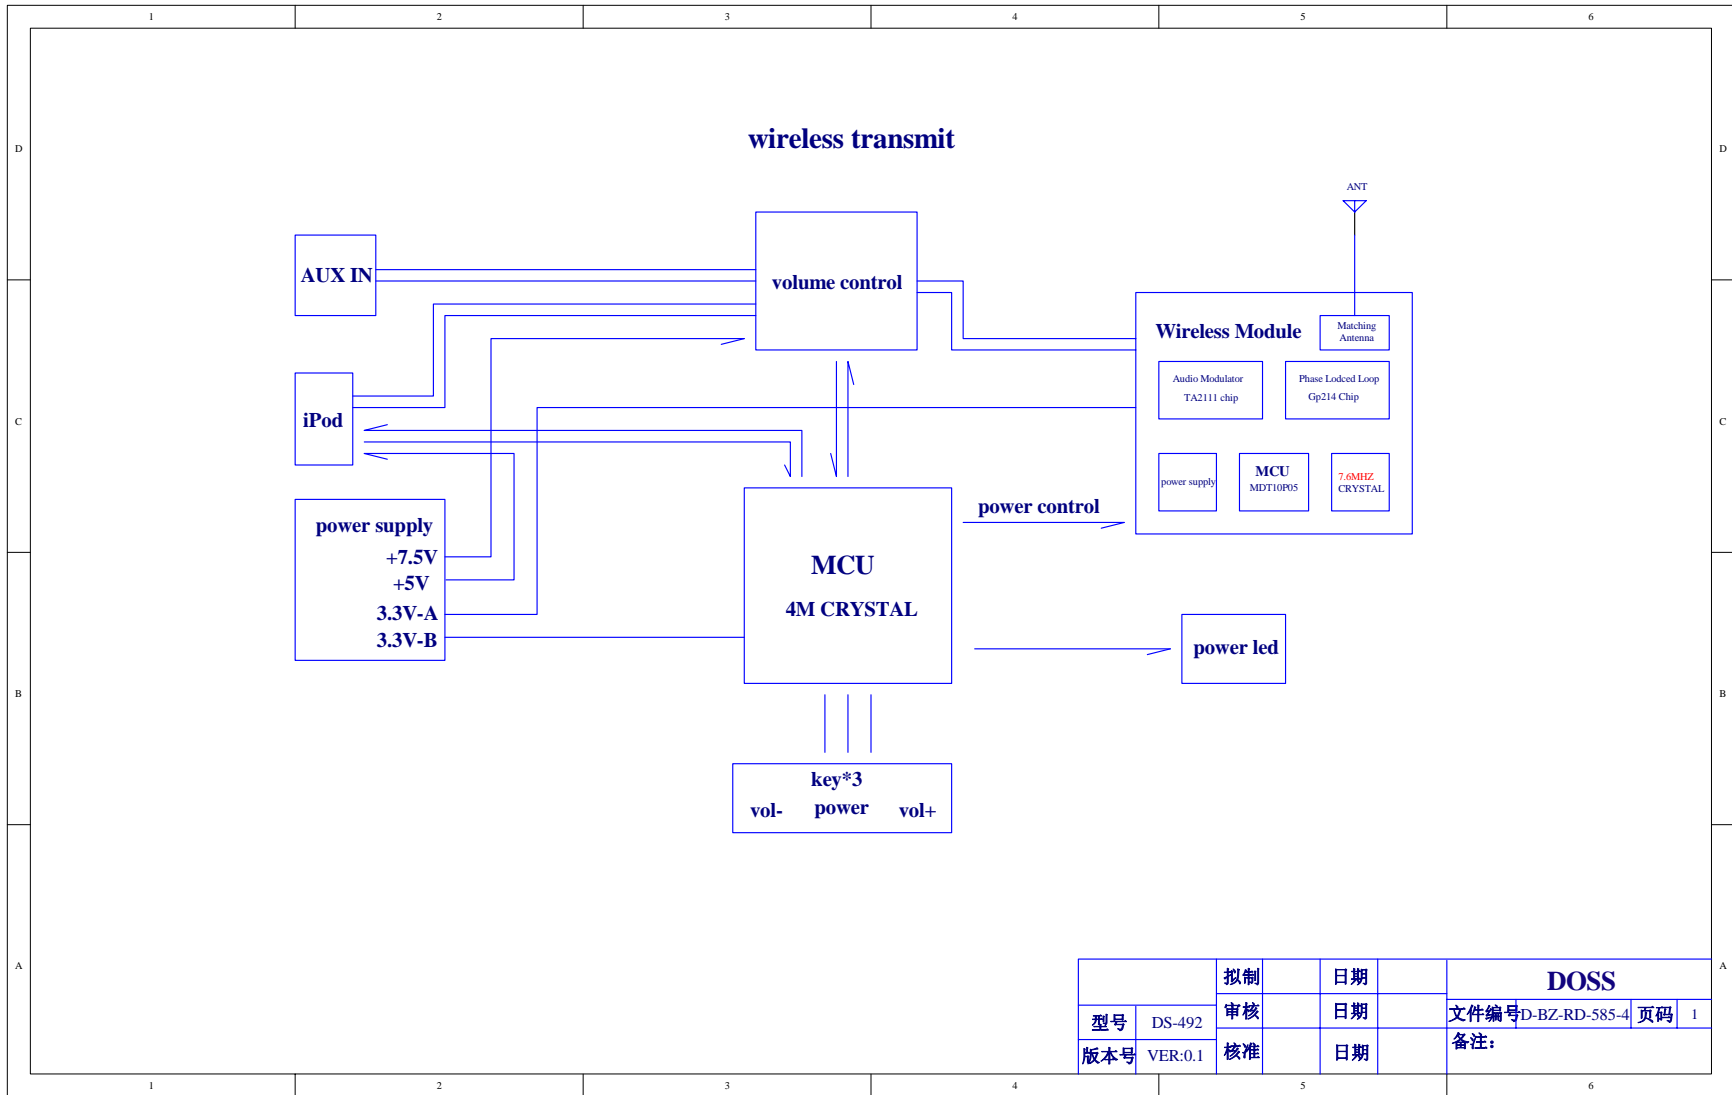 1 2 3 4 5 6
D D
wireless transmit
ANT
AUX IN
volume control
Wireless Module
Matching
Antenna
Audio Modulator
TA2111 chip
Phase Lodced Loop
Gp214 Chip
C C
iPod
power supply
MCU
MDT10P05
7.6MHZ
CRYSTAL
power supply
+7.5V
+5V
3.3V-A
3.3V-B
power control
MCU
4M CRYSTAL
power led
B B
key*3
vol- power vol+
A A
拟制 日期 DOSS
型号 DS-492 审核 日期 文件编号 D-BZ-RD-585-4 页码 1
版本号 VER:0.1 核准 日期 备注:
1 2 3 4 5 6